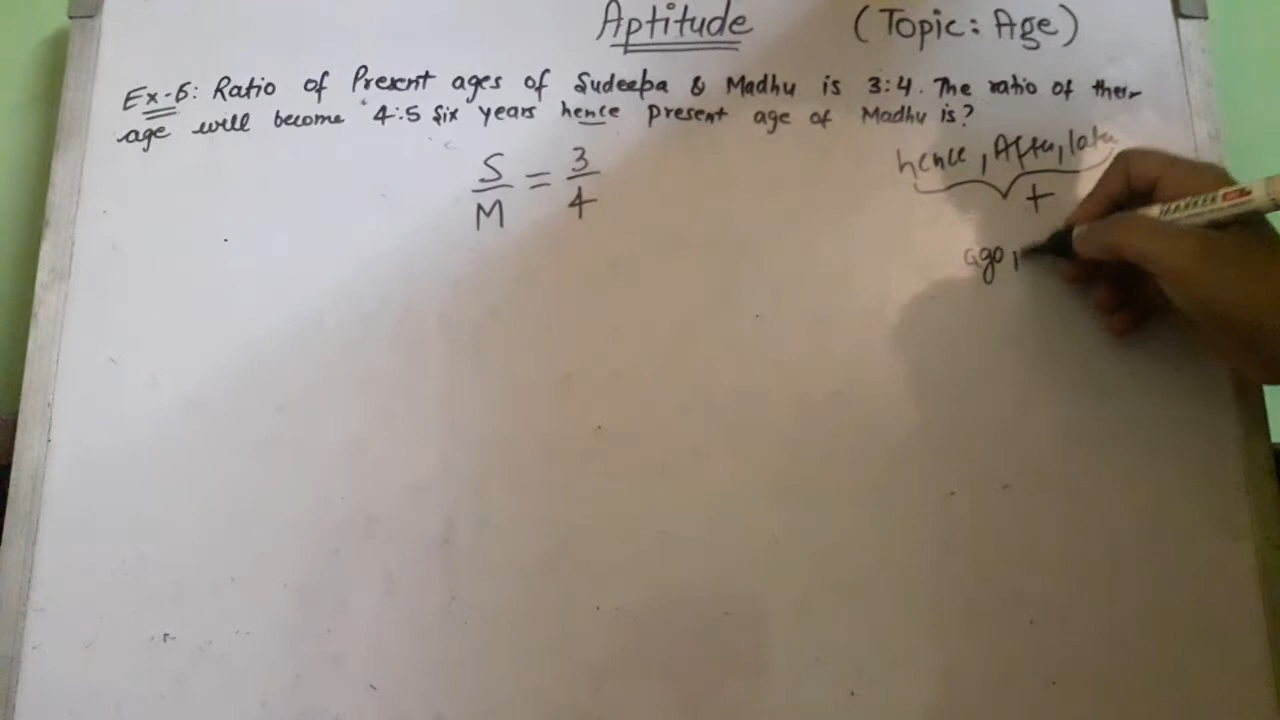 Aptitude (Topic: Age)
Ex-6: Ratio of Present ages of Sudeepa & Madhu is 3:4. The ratio of their
age will become 4:5 six years hence present age of Madhu is?
hence, After, later
S/M = 3/4
+
ago,
MARKER